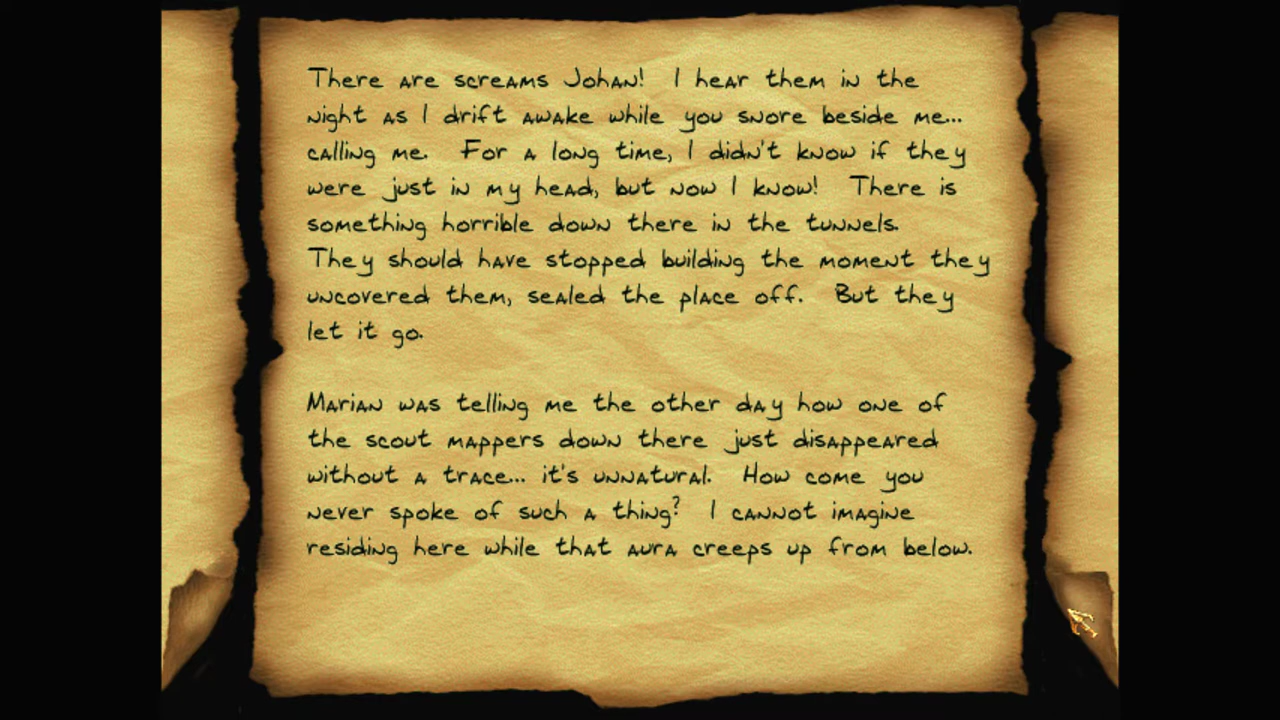 There are screams Johan! I hear them in the
night as I drift awake while you snore beside me...
calling me. For a long time, I didn't know if they
were just in my head, but now I know! There is
something horrible down there in the tunnels.
They should have stopped building the moment they
uncovered them, sealed the place off. But they
let it go.
Marian was telling me the other day how one of
the scout mappers down there just disappeared
without a trace... it's unnatural. How come you
never spoke of such a thing? I cannot imagine
residing here while that aura creeps up from below.